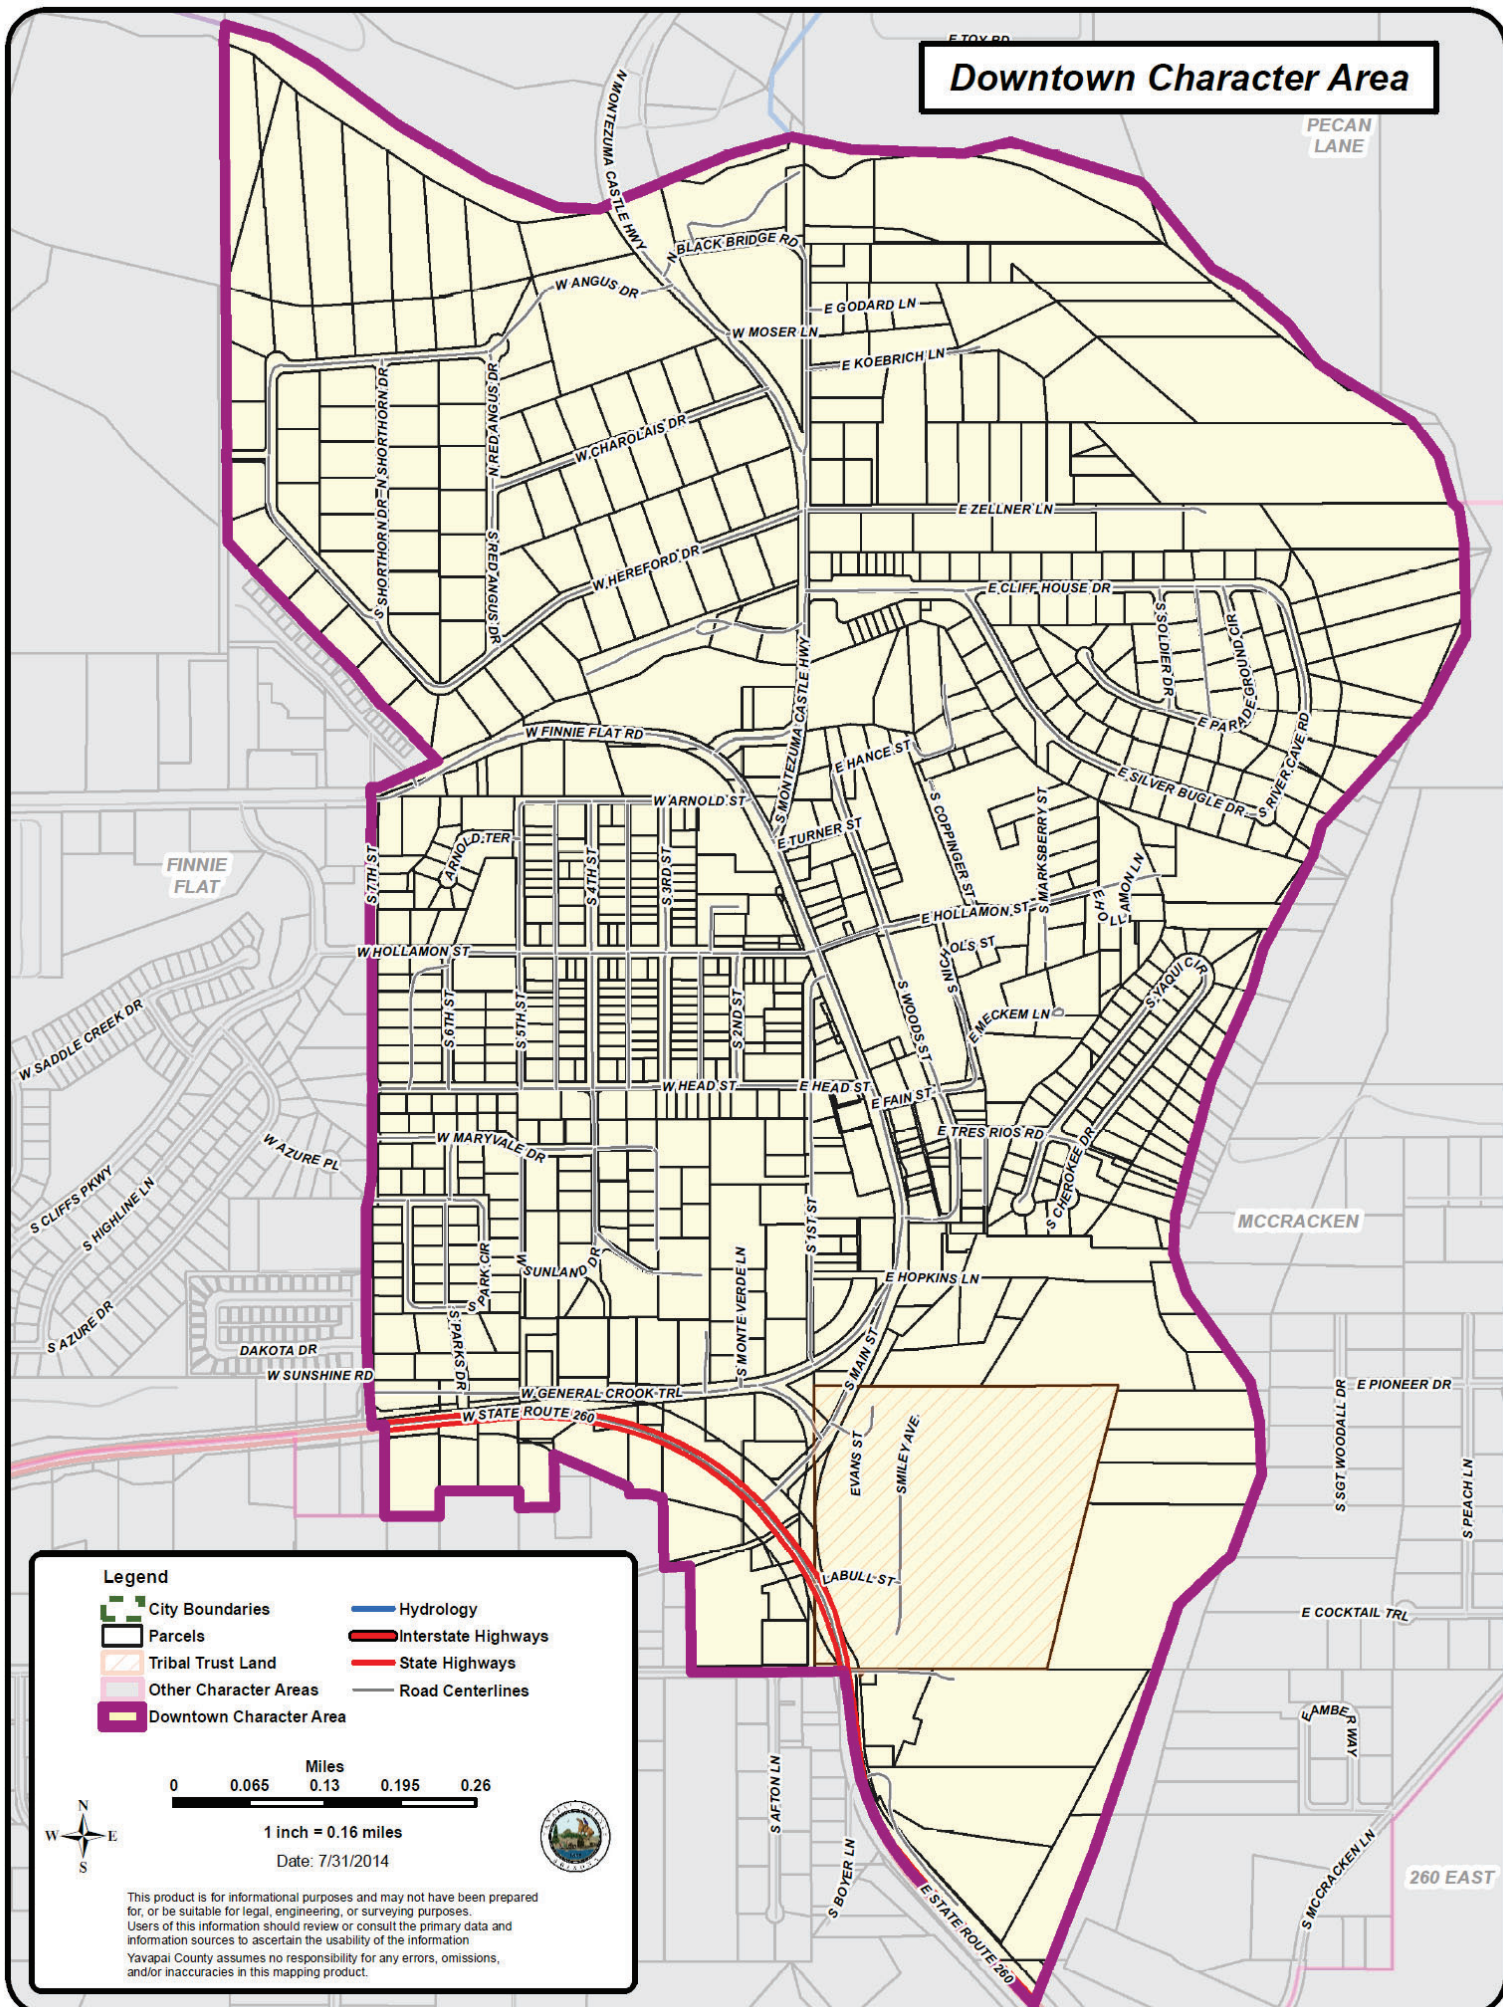 E TOY RD
Downtown Character Area
PECAN
LANE
N MONTEZUMA CASTLE HWY
N BLACK BRIDGE RD
W ANGUS DR
E GODARD LN
W MOSER LN
E KOEBRICH LN
N SHORTHORN DR
N RED ANGUS DR
W CHAROLAIS DR
E ZELLNER LN
S SHORTHORN DR
S RED ANGUS DR
W HEREFORD DR
E CLIFF HOUSE DR
S SOLDIER DR
E PARADE GROUND CIR
S MONTEZUMA CASTLE HWY
W FINNIE FLAT RD
E HANCE ST
E SILVER BUGLE DR
S RIVER CAVE RD
W ARNOLD ST
E TURNER ST
S COPPINGER ST
S MARKSBERRY ST
ARNOLD TER
FINNIE
FLAT
S 7TH ST
S 4TH ST
S 3RD ST
E HOLLAMON ST
E HOLLAMON LN
W HOLLAMON ST
S NICHOLS ST
S YAQUI CIR
S WOODS ST
E MECKEM LN
W SADDLE CREEK DR
S 6TH ST
S 5TH ST
S 2ND ST
W HEAD ST
E HEAD ST
E FAIN ST
W MARYVALE DR
E TRES RIOS RD
W AZURE PL
S CHEROKEE DR
S CLIFFS PKWY
S HIGHLINE LN
S 1ST ST
MCCRACKEN
S PARK CIR
W SUNLAND DR
S MONTE VERDE LN
E HOPKINS LN
S AZURE DR
DAKOTA DR
S PARKS DR
S MAIN ST
W SUNSHINE RD
W GENERAL CROOK TRL
W STATE ROUTE 260
E PIONEER DR
S SGT WOODALL DR
S PEACH LN
EVANS ST
SMILEY AVE
LABULL ST
E COCKTAIL TRL
E AMBER WAY
S AFTON LN
S BOYER LN
E STATE ROUTE 260
S MCCRACKEN LN
260 EAST
Legend
City Boundaries
Parcels
Tribal Trust Land
Other Character Areas
Downtown Character Area
Hydrology
Interstate Highways
State Highways
Road Centerlines
Miles
0 0.065 0.13 0.195 0.26
N
W E
S
1 inch = 0.16 miles
Date: 7/31/2014
This product is for informational purposes and may not have been prepared
for, or be suitable for legal, engineering, or surveying purposes.
Users of this information should review or consult the primary data and
information sources to ascertain the usability of the information
Yavapai County assumes no responsibility for any errors, omissions,
and/or inaccuracies in this mapping product.